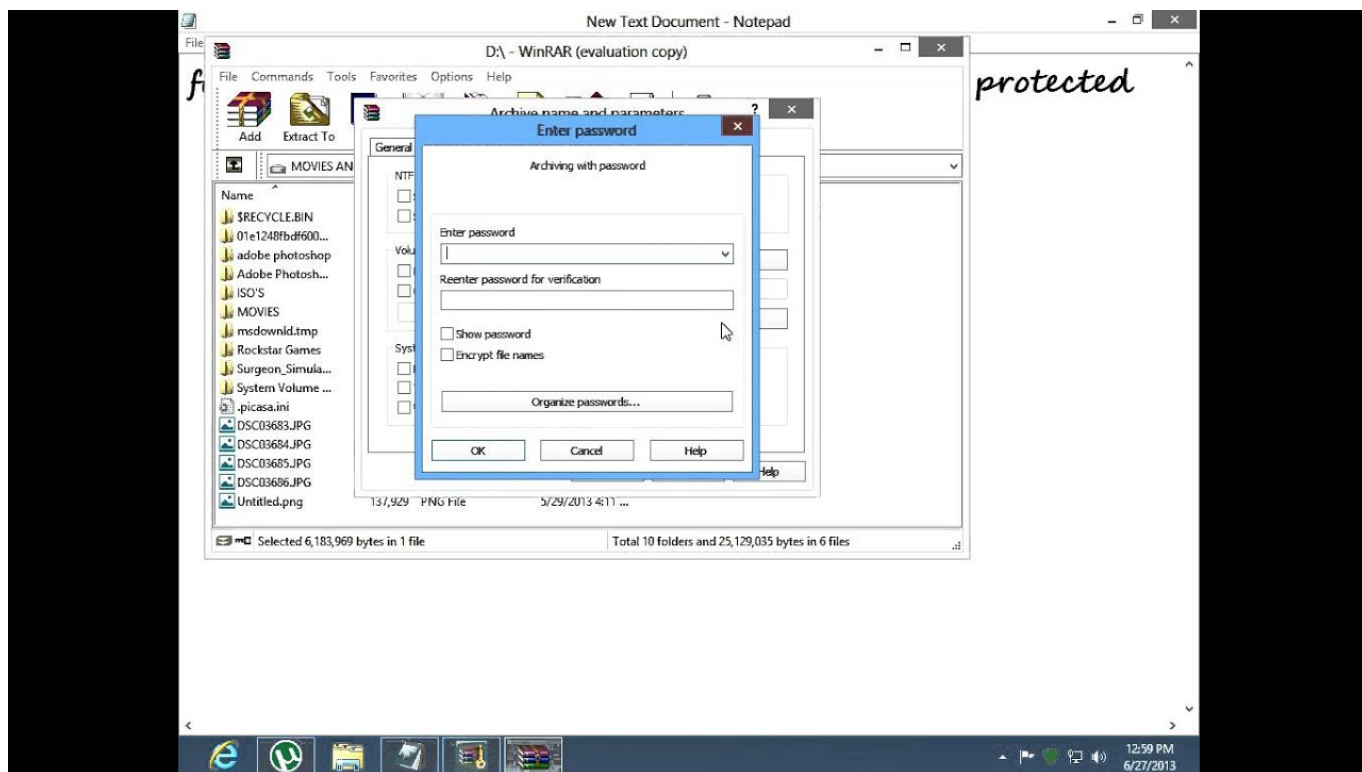 New Text Document - Notepad
File
D:\ - WinRAR (evaluation copy)
protected
File Commands Tools Favorites Options Help
Archive name and parameters
?
Enter password
Add Extract To
General
Archiving with password
MOVIES AN
NTF
Name
$RECYCLE.BIN
01e1248fbdf600...
Enter password
adobe photoshop
Volu
Adobe Photosh...
Reenter password for verification
ISO'S
MOVIES
msdownld.tmp
Show password
Rockstar Games
Syst
Encrypt file names
Surgeon_Simula...
System Volume ...
.picasa.ini
Organize passwords...
DSC03683.JPG
DSC03684.JPG
OK Cancel Help
DSC03685.JPG
Help
DSC03686.JPG
Untitled.png 137,929 PNG File 5/29/2013 4:11 ...
Selected 6,183,969 bytes in 1 file Total 10 folders and 25,129,035 bytes in 6 files
12:59 PM
6/27/2013